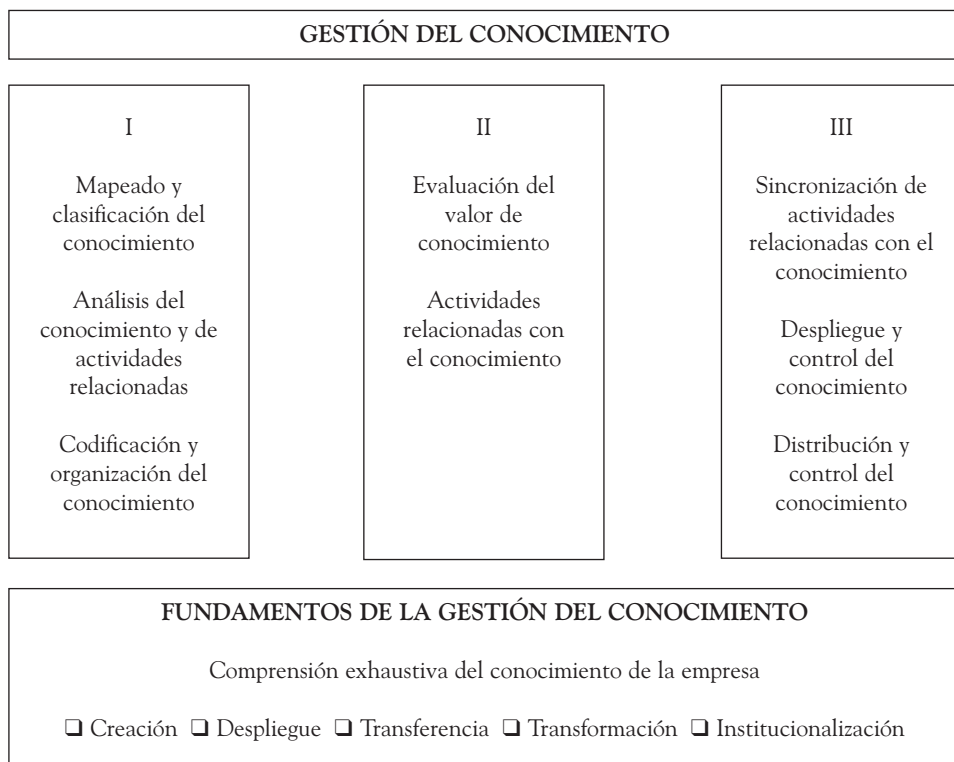 GESTIÓN DEL CONOCIMIENTO
I
Mapeado y
clasificación del
conocimiento
Análisis del
conocimiento y de
actividades
relacionadas
Codificación y
organización del
conocimiento
II
Evaluación del
valor de
conocimiento
Actividades
relacionadas con
el conocimiento
III
Sincronización de
actividades
relacionadas con el
conocimiento
Despliegue y
control del
conocimiento
Distribución y
control del
conocimiento
FUNDAMENTOS DE LA GESTIÓN DEL CONOCIMIENTO
Comprensión exhaustiva del conocimiento de la empresa
❑ Creación ❑ Despliegue ❑ Transferencia ❑ Transformación ❑ Institucionalización